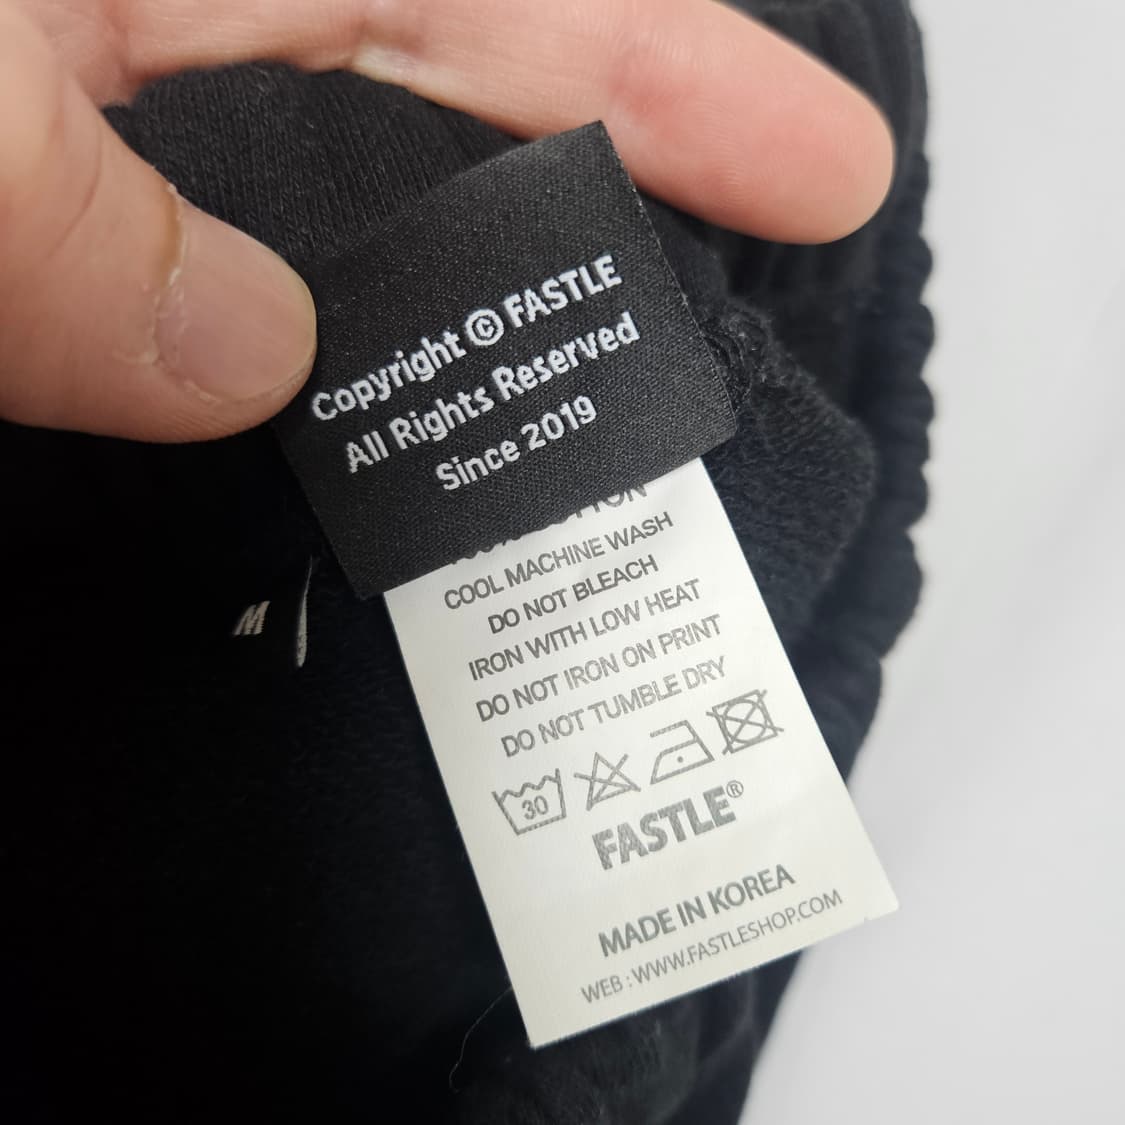 Copyright © FASTLE
All Rights Reserved
Since 2019
COTTON
COOL MACHINE WASH
DO NOT BLEACH
IRON WITH LOW HEAT
DO NOT IRON ON PRINT
DO NOT TUMBLE DRY
30
FASTLE®
MADE IN KOREA
WEB : WWW.FASTLESHOP.COM
M